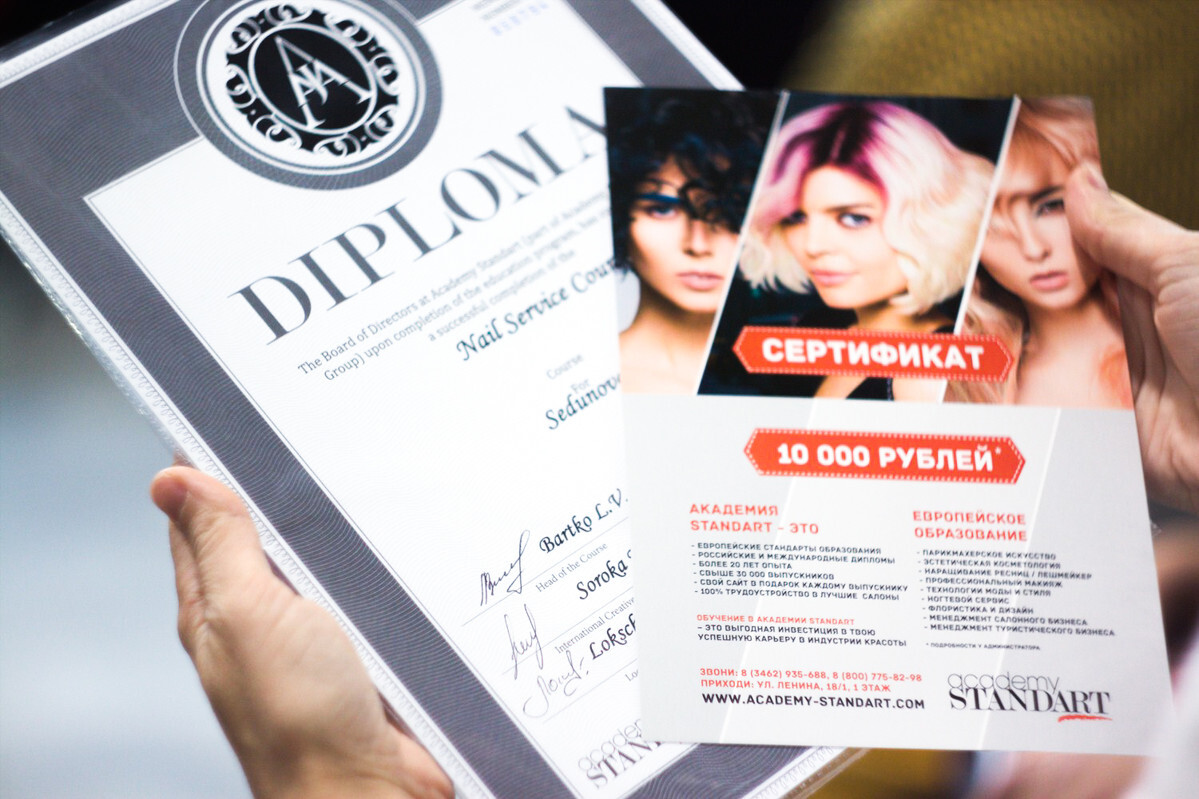 DIPLOMA
The Board of Directors at Academy Standart (part of Academy
Group) upon completion of the education program, has
a successful completion of the
Nail Service
Course
For
Bartko L.V.
Head of the Course
Soroka
International Creative
academy
СЕРТИФИКАТ
10 000 РУБЛЕЙ*
АКАДЕМИЯ
STANDART - ЭТО
- ЕВРОПЕЙСКИЕ СТАНДАРТЫ ОБРАЗОВАНИЯ
- РОССИЙСКИЕ И МЕЖДУНАРОДНЫЕ ДИПЛОМЫ
- БОЛЕЕ 20 ЛЕТ ОПЫТА
- СВЫШЕ 30 000 ВЫПУСКНИКОВ
- СВОЙ САЙТ В ПОДАРОК КАЖДОМУ ВЫПУСКНИКУ
- 100% ТРУДОУСТРОЙСТВО В ЛУЧШИЕ САЛОНЫ
ОБУЧЕНИЕ В АКАДЕМИИ STANDART
– ЭТО ВЫГОДНАЯ ИНВЕСТИЦИЯ В ТВОЮ
УСПЕШНУЮ КАРЬЕРУ В ИНДУСТРИИ КРАСОТЫ
ЕВРОПЕЙСКОЕ
ОБРАЗОВАНИЕ
- ПАРИКМАХЕРСКОЕ ИСКУССТВО
- ЭСТЕТИЧЕСКАЯ КОСМЕТОЛОГИЯ
- НАРАЩИВАНИЕ РЕСНИЦ / ЛЕШМЕЙКЕР
- ПРОФЕССИОНАЛЬНЫЙ МАКИЯЖ
- ТЕХНОЛОГИИ МОДЫ И СТИЛЯ
- НОГТЕВОЙ СЕРВИС
- ФЛОРИСТИКА И ДИЗАЙН
- МЕНЕДЖМЕНТ САЛОННОГО БИЗНЕСА
- МЕНЕДЖМЕНТ ТУРИСТИЧЕСКОГО БИЗНЕСА
* ПОДРОБНОСТИ У АДМИНИСТРАТОРА
ЗВОНИ: 8 (3462) 935-688, 8 (800) 775-82-98
ПРИХОДИ: УЛ. ЛЕНИНА, 18/1, 1 ЭТАЖ
WWW.ACADEMY-STANDART.COM
academy
STANDART